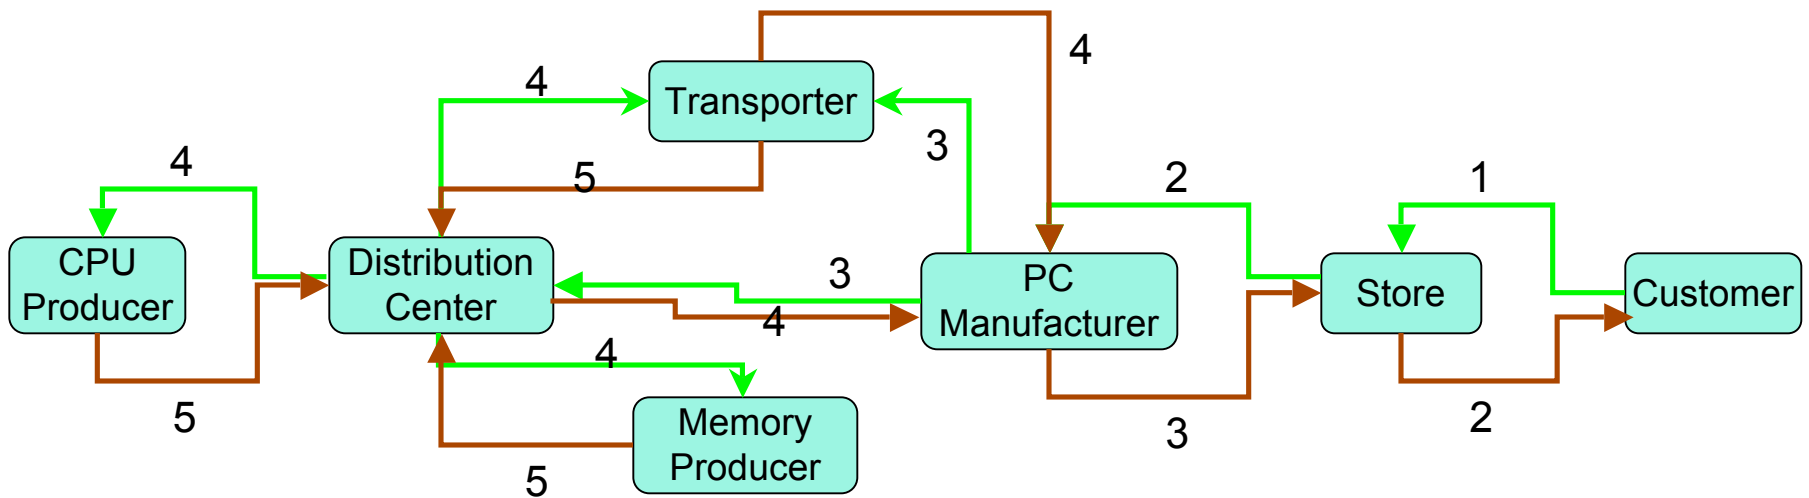 4
4
Transporter
3
4
5
2
1
4
CPU
Producer
Distribution
Center
3
4
PC
Manufacturer
Store
Customer
4
5
Memory
Producer
5
3
2